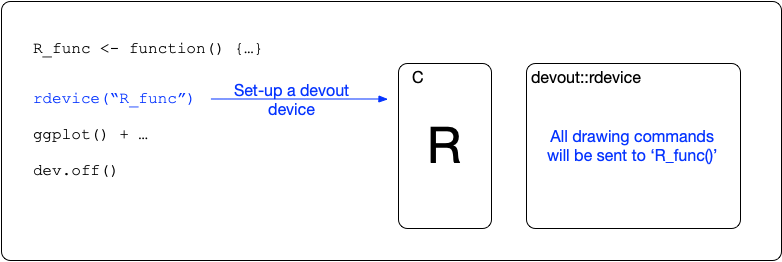 R_func <- function() {…}
rdevice(“R_func”)
ggplot() + …
dev.off()
Set-up a devout
device
C
R
devout::rdevice
All drawing commands
will be sent to ‘R_func()’